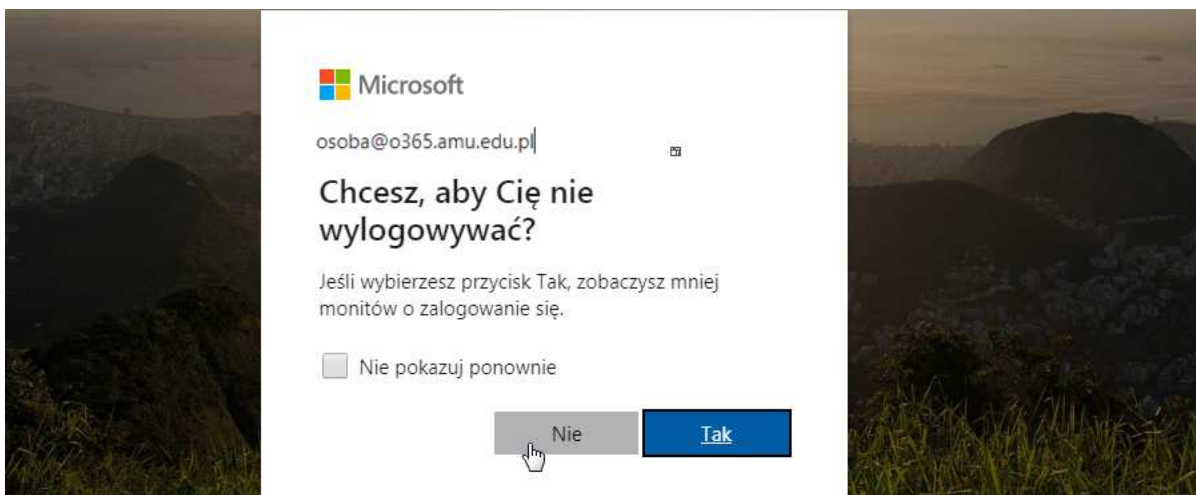 Microsoft
osoba@o365.amu.edu.pl
Chcesz, aby Cię nie
wylogowywać?
Jeśli wybierzesz przycisk Tak, zobaczysz mniej
monitów o zalogowanie się.
Nie pokazuj ponownie
Nie
Tak